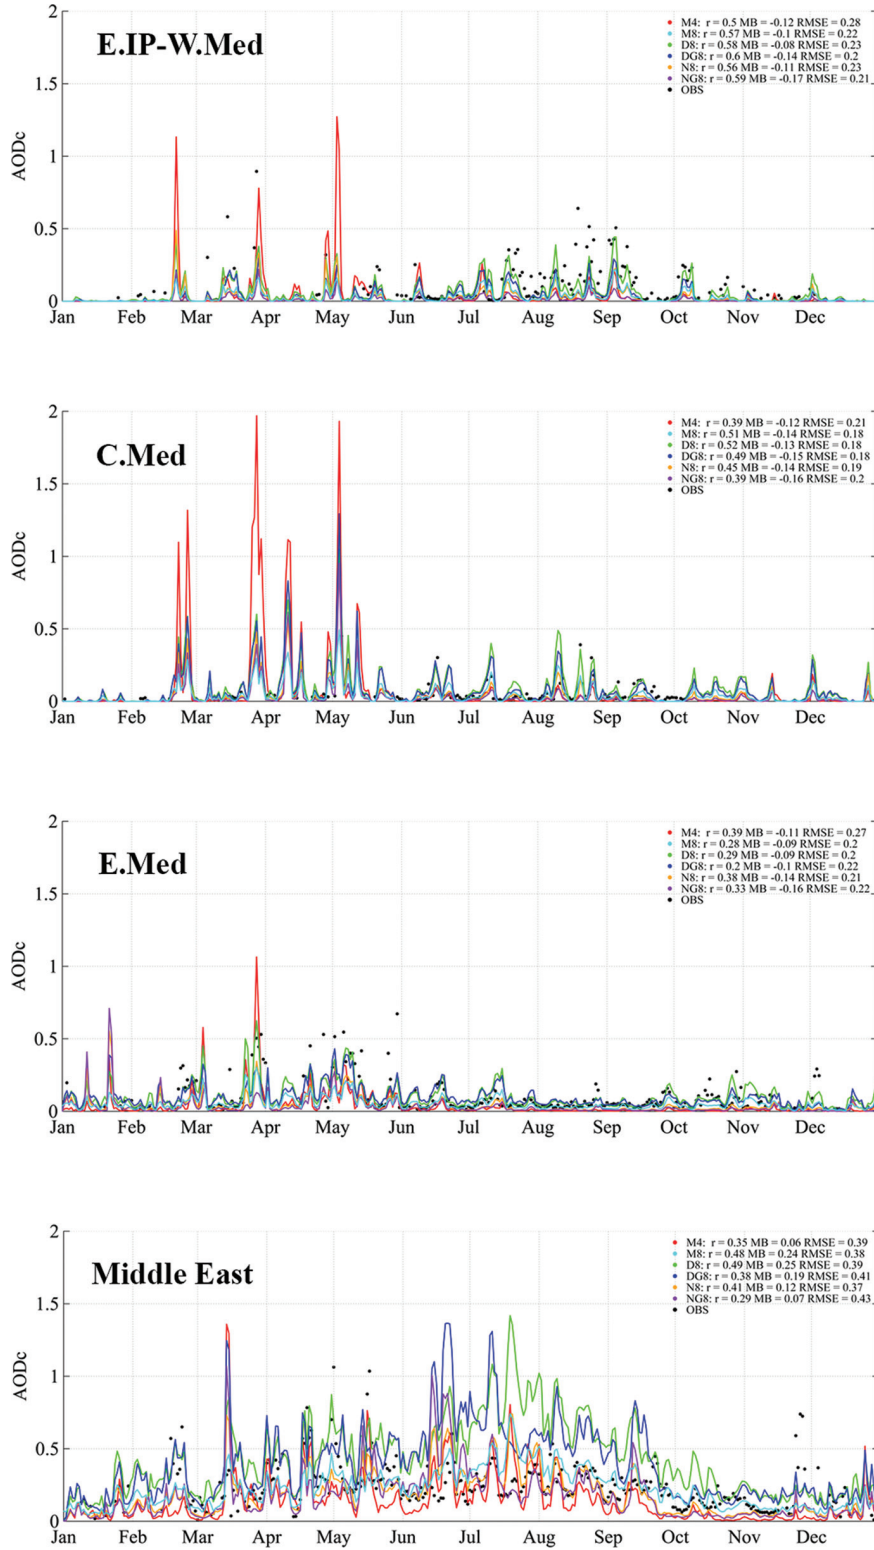 E.IP-W.Med
M4: r = 0.5 MB = -0.12 RMSE = 0.28
M8: r = 0.57 MB = -0.1 RMSE = 0.22
D8: r = 0.58 MB = -0.08 RMSE = 0.23
DG8: r = 0.6 MB = -0.14 RMSE = 0.2
N8: r = 0.56 MB = -0.11 RMSE = 0.23
NG8: r = 0.59 MB = -0.17 RMSE = 0.21
OBS
AODc
2
1.5
1
0.5
0
Jan Feb Mar Apr May Jun Jul Aug Sep Oct Nov Dec
C.Med
M4: r = 0.39 MB = -0.12 RMSE = 0.21
M8: r = 0.51 MB = -0.14 RMSE = 0.18
D8: r = 0.52 MB = -0.13 RMSE = 0.18
DG8: r = 0.49 MB = -0.15 RMSE = 0.18
N8: r = 0.45 MB = -0.14 RMSE = 0.19
NG8: r = 0.39 MB = -0.16 RMSE = 0.2
OBS
AODc
2
1.5
1
0.5
0
Jan Feb Mar Apr May Jun Jul Aug Sep Oct Nov Dec
E.Med
M4: r = 0.39 MB = -0.11 RMSE = 0.27
M8: r = 0.28 MB = -0.09 RMSE = 0.2
D8: r = 0.29 MB = -0.09 RMSE = 0.2
DG8: r = 0.2 MB = -0.1 RMSE = 0.22
N8: r = 0.38 MB = -0.14 RMSE = 0.21
NG8: r = 0.33 MB = -0.16 RMSE = 0.22
OBS
AODc
2
1.5
1
0.5
0
Jan Feb Mar Apr May Jun Jul Aug Sep Oct Nov Dec
Middle East
M4: r = 0.35 MB = 0.06 RMSE = 0.39
M8: r = 0.48 MB = 0.24 RMSE = 0.38
D8: r = 0.49 MB = 0.25 RMSE = 0.39
DG8: r = 0.38 MB = 0.19 RMSE = 0.41
N8: r = 0.41 MB = 0.12 RMSE = 0.37
NG8: r = 0.29 MB = 0.07 RMSE = 0.43
OBS
AODc
2
1.5
1
0.5
0
Jan Feb Mar Apr May Jun Jul Aug Sep Oct Nov Dec